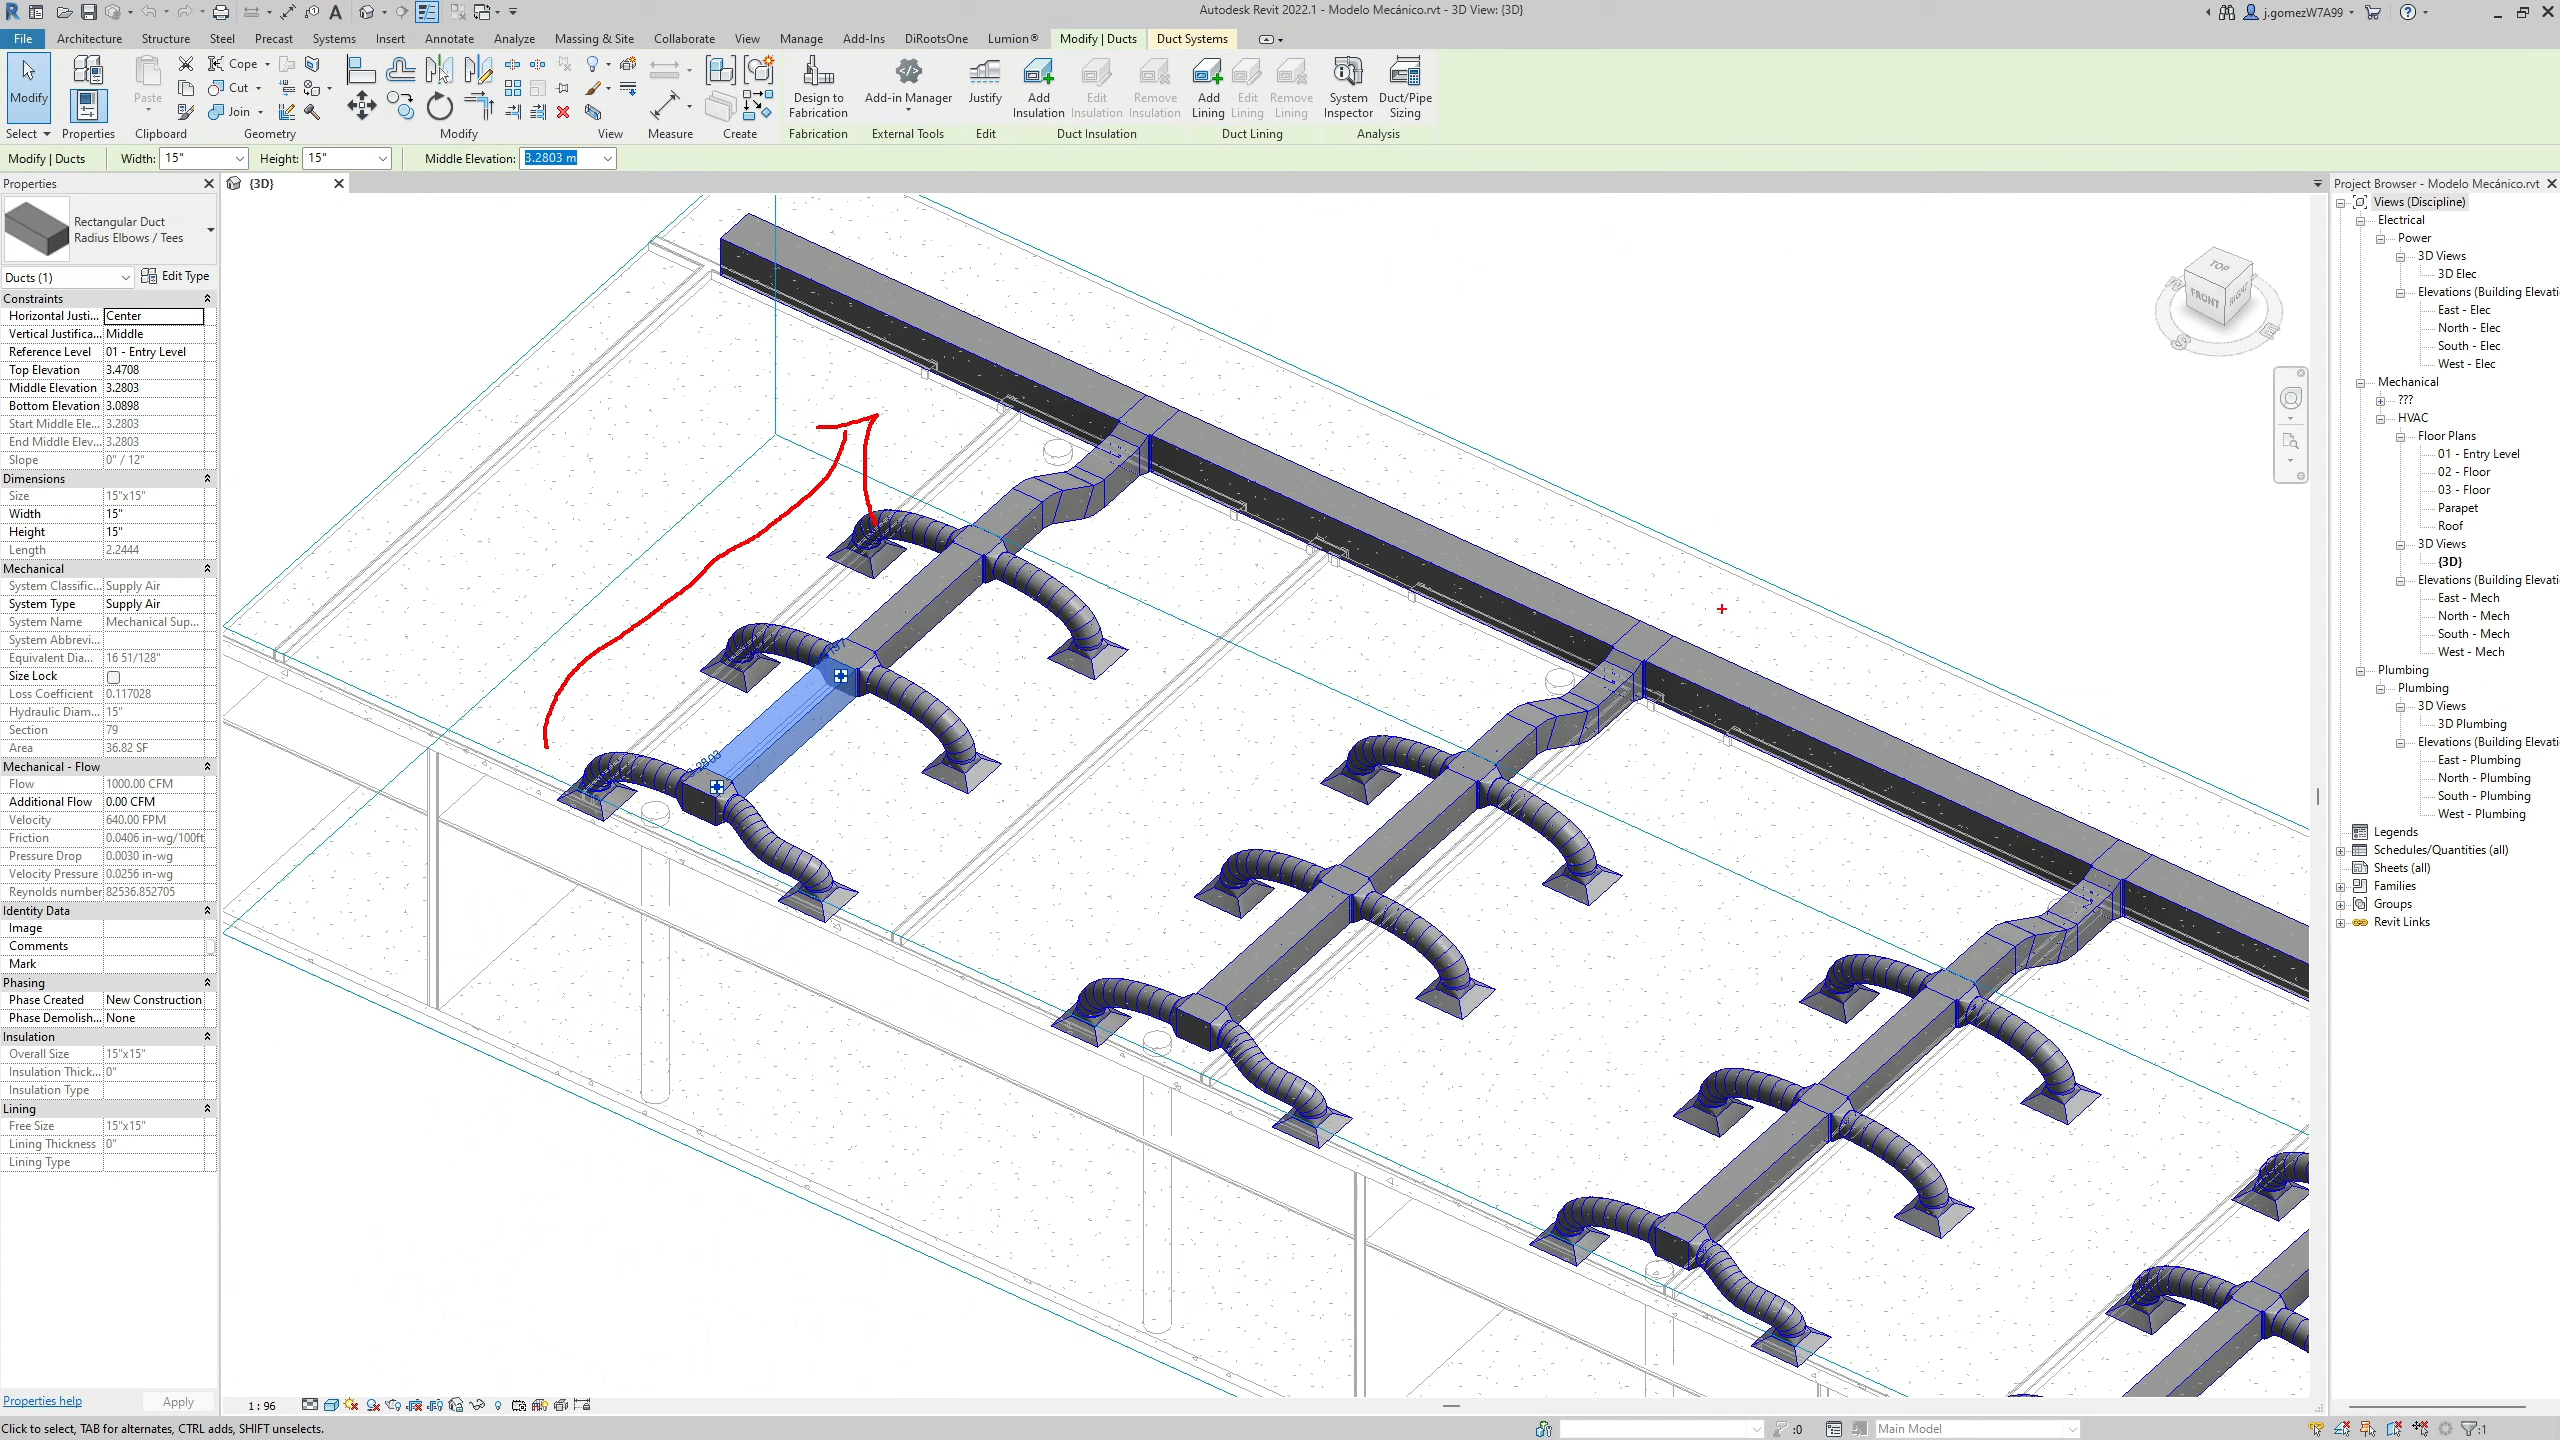 Autodesk Revit 2022.1 - Modelo Mecánico.rvt - 3D View: {3D}
j.gomezW7A99
File Architecture Structure Steel Precast Systems Insert Annotate Analyze Massing & Site Collaborate View Manage Add-Ins DiRootsOne Lumion® Modify | Ducts Duct Systems
Modify
Paste
Cope
Cut
Join
Design to Fabrication
Add-in Manager
Justify
Add Insulation
Edit Insulation
Remove Insulation
Add Lining
Edit Lining
Remove Lining
System Inspector
Duct/Pipe Sizing
Select Properties Clipboard Geometry Modify View Measure Create Fabrication External Tools Edit Duct Insulation Duct Lining Analysis
Modify | Ducts Width: 15" Height: 15" Middle Elevation: 3.2803 m
Properties
{3D}
Rectangular Duct
Radius Elbows / Tees
Ducts (1) Edit Type
Constraints
Horizontal Justi... Center
Vertical Justifica... Middle
Reference Level 01 - Entry Level
Top Elevation 3.4708
Middle Elevation 3.2803
Bottom Elevation 3.0898
Start Middle Ele... 3.2803
End Middle Elev... 3.2803
Slope 0" / 12"
Dimensions
Size 15"x15"
Width 15"
Height 15"
Length 2.2444
Mechanical
System Classific... Supply Air
System Type Supply Air
System Name Mechanical Sup...
System Abbrevi...
Equivalent Dia... 16 51/128"
Size Lock
Loss Coefficient 0.117028
Hydraulic Diam... 15"
Section 79
Area 36.82 SF
Mechanical - Flow
Flow 1000.00 CFM
Additional Flow 0.00 CFM
Velocity 640.00 FPM
Friction 0.0406 in-wg/100ft
Pressure Drop 0.0030 in-wg
Velocity Pressure 0.0256 in-wg
Reynolds number 82536.852705
Identity Data
Image
Comments
Mark
Phasing
Phase Created New Construction
Phase Demolish... None
Insulation
Overall Size 15"x15"
Insulation Thick... 0"
Insulation Type
Lining
Free Size 15"x15"
Lining Thickness 0"
Lining Type
Properties help Apply
TOP
FRONT
RIGHT
S
E
1 : 96
Project Browser - Modelo Mecánico.rvt
Views (Discipline)
Electrical
Power
3D Views
3D Elec
Elevations (Building Elevati
East - Elec
North - Elec
South - Elec
West - Elec
Mechanical
???
HVAC
Floor Plans
01 - Entry Level
02 - Floor
03 - Floor
Parapet
Roof
3D Views
{3D}
Elevations (Building Elevati
East - Mech
North - Mech
South - Mech
West - Mech
Plumbing
Plumbing
3D Views
3D Plumbing
Elevations (Building Elevati
East - Plumbing
North - Plumbing
South - Plumbing
West - Plumbing
Legends
Schedules/Quantities (all)
Sheets (all)
Families
Groups
Revit Links
Click to select, TAB for alternates, CTRL adds, SHIFT unselects.
:0
Main Model
:1